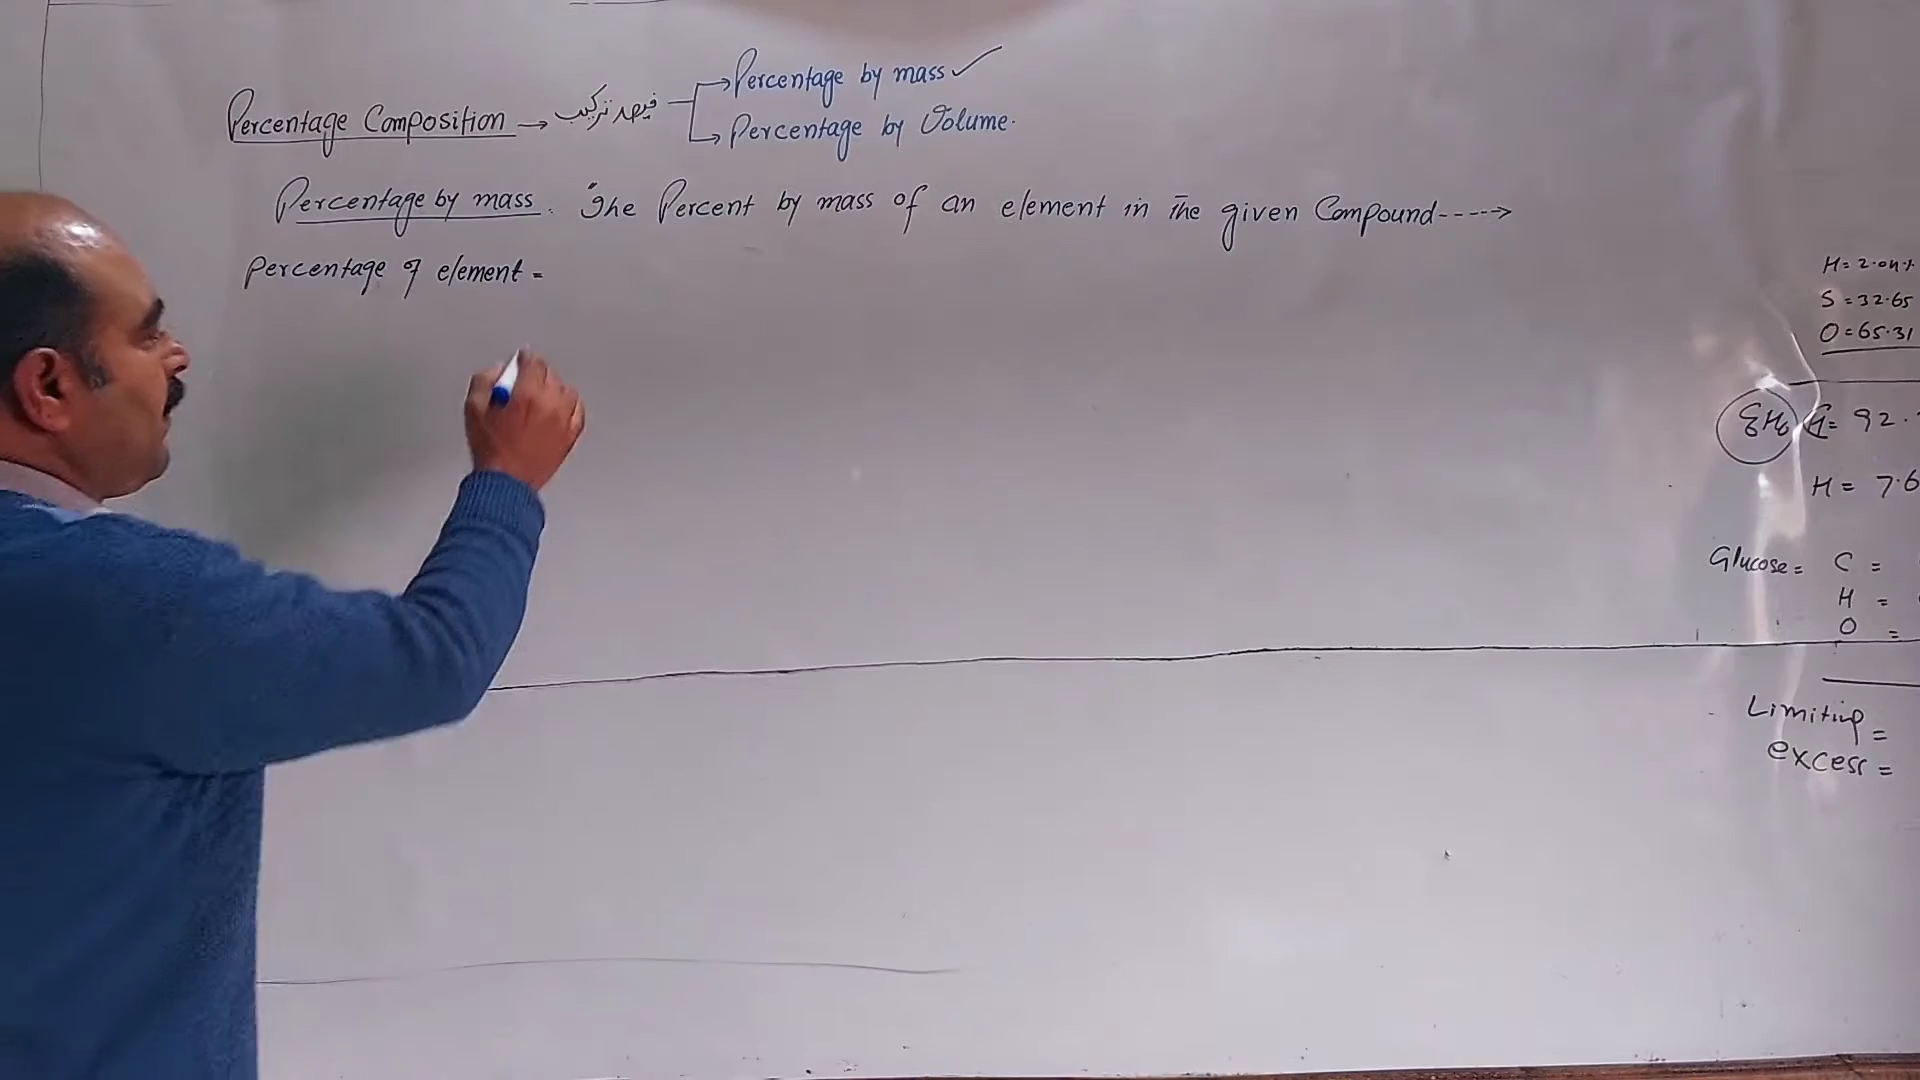 Percentage Composition → فیصد ترکیب
→ Percentage by mass ✓
→ Percentage by Volume.
Percentage by mass. The Percent by mass of an element in the given Compound ----->
Percentage of element =
H = 2.04%
S = 32.65
O = 65.31
C6H6 C = 92.
H = 7.6
Glucose = C =
H =
O =
Limiting =
excess =